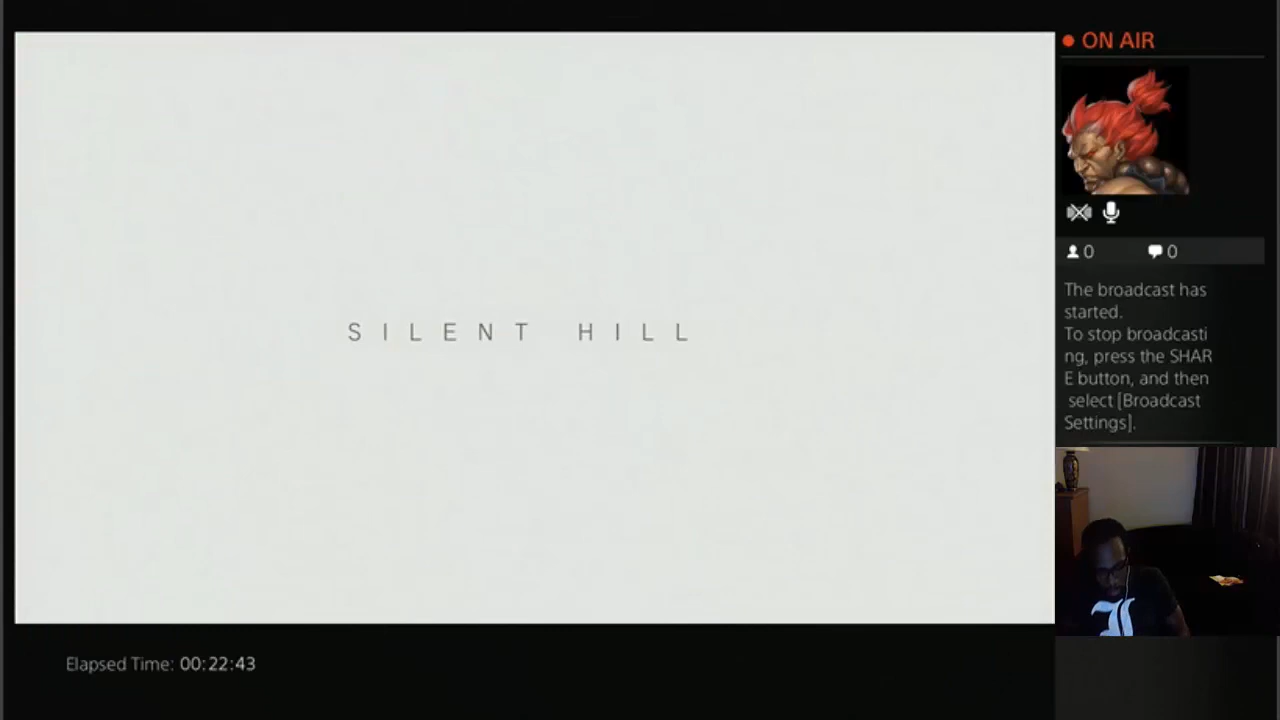 SILENT HILL
ON AIR
0 0
The broadcast has
started.
To stop broadcasti
ng, press the SHAR
E button, and then
select [Broadcast
Settings].
Elapsed Time: 00:22:43